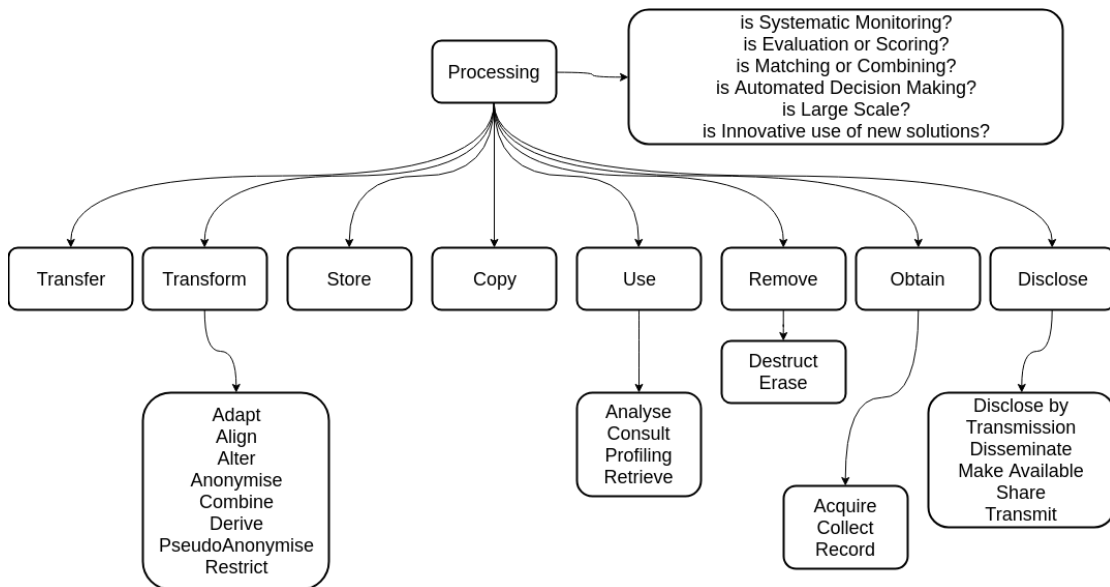 Processing
is Systematic Monitoring?
is Evaluation or Scoring?
is Matching or Combining?
is Automated Decision Making?
is Large Scale?
is Innovative use of new solutions?
Transfer
Transform
Store
Copy
Use
Remove
Obtain
Disclose
Adapt
Align
Alter
Anonymise
Combine
Derive
PseudoAnonymise
Restrict
Analyse
Consult
Profiling
Retrieve
Destruct
Erase
Acquire
Collect
Record
Disclose by
Transmission
Disseminate
Make Available
Share
Transmit